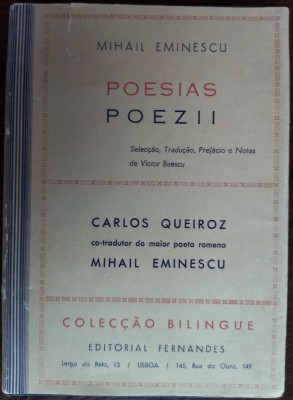 MIHAIL EMINESCU
POESIAS
POEZII
Selecção, Tradução, Prefácio e Notas
de Victor Buescu
CARLOS QUEIROZ
co-tradutor do maior poeta romeno
MIHAIL EMINESCU
COLECÇÃO BILINGUE
EDITORIAL FERNANDES
Largo do Rato, 13 / LISBOA / 145, Rua do Ouro, 149